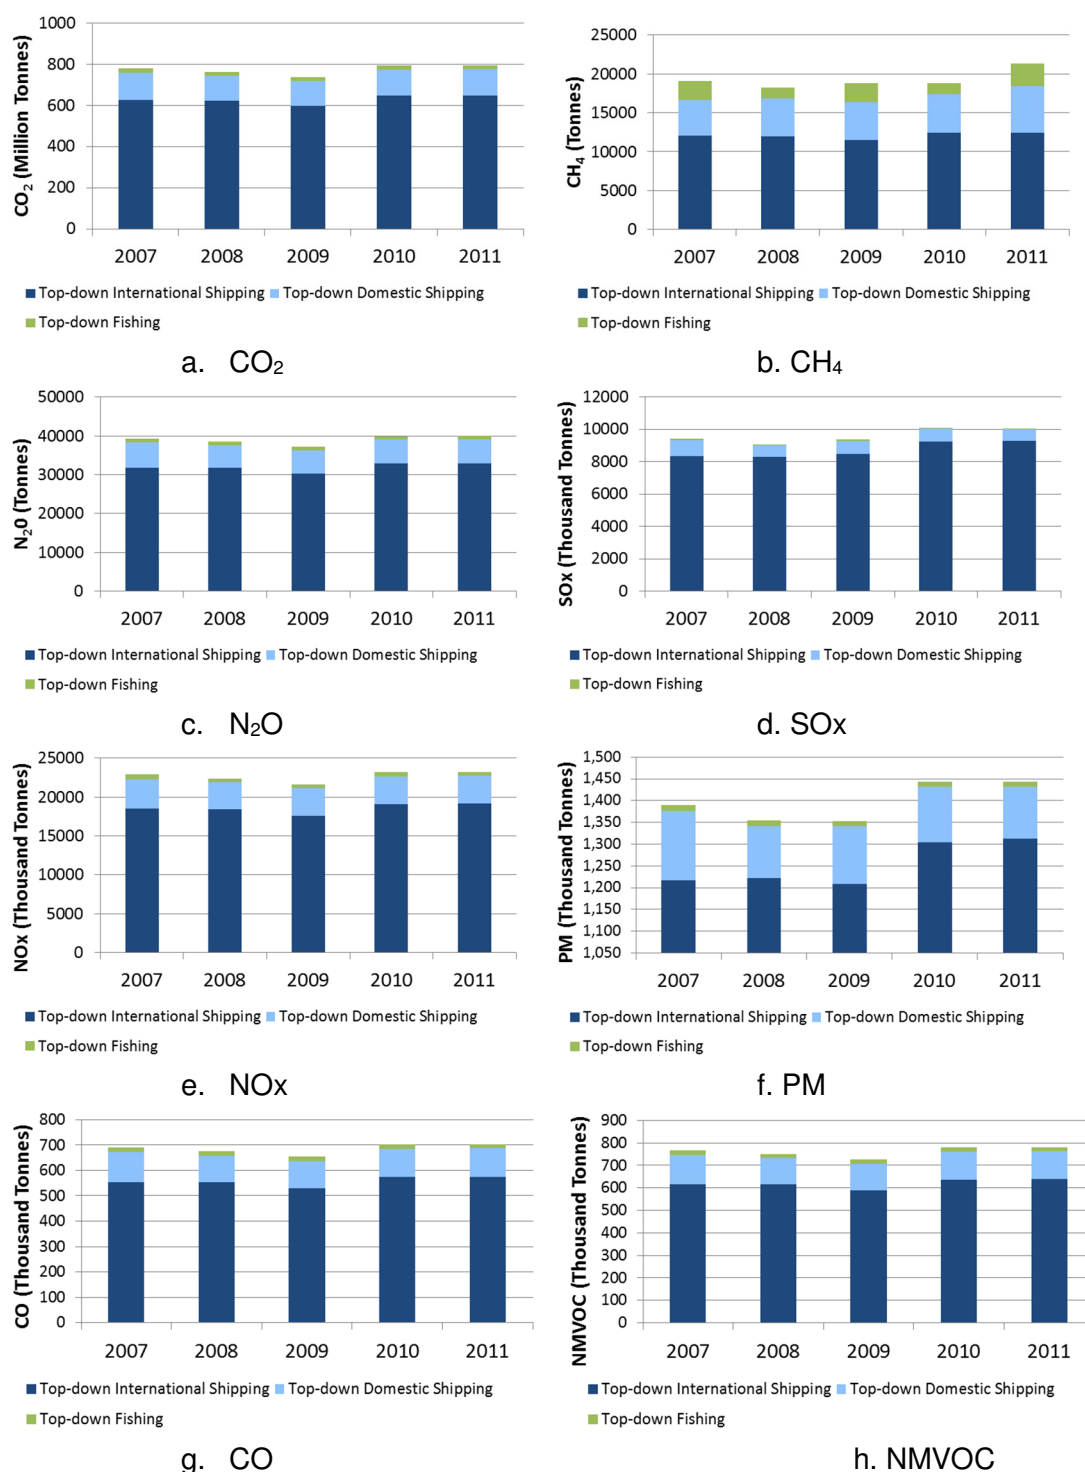 CO2 (Million Tonnes)
1000
800
600
400
200
0
2007 2008 2009 2010 2011
Top-down International Shipping Top-down Domestic Shipping
Top-down Fishing
a. CO2
CH4 (Tonnes)
25000
20000
15000
10000
5000
0
2007 2008 2009 2010 2011
Top-down International Shipping Top-down Domestic Shipping
Top-down Fishing
b. CH4
N20 (Tonnes)
50000
40000
30000
20000
10000
0
2007 2008 2009 2010 2011
Top-down International Shipping Top-down Domestic Shipping
Top-down Fishing
c. N2O
SOx (Thousand Tonnes)
12000
10000
8000
6000
4000
2000
0
2007 2008 2009 2010 2011
Top-down International Shipping Top-down Domestic Shipping
Top-down Fishing
d. SOx
NOx (Thousand Tonnes)
25000
20000
15000
10000
5000
0
2007 2008 2009 2010 2011
Top-down International Shipping Top-down Domestic Shipping
Top-down Fishing
e. NOx
PM (Thousand Tonnes)
1,500
1,450
1,400
1,350
1,300
1,250
1,200
1,150
1,100
1,050
2007 2008 2009 2010 2011
Top-down International Shipping Top-down Domestic Shipping
Top-down Fishing
f. PM
CO (Thousand Tonnes)
800
700
600
500
400
300
200
100
0
2007 2008 2009 2010 2011
Top-down International Shipping Top-down Domestic Shipping
Top-down Fishing
g. CO
NMVOC (Thousand Tonnes)
900
800
700
600
500
400
300
200
100
0
2007 2008 2009 2010 2011
Top-down International Shipping Top-down Domestic Shipping
Top-down Fishing
h. NMVOC